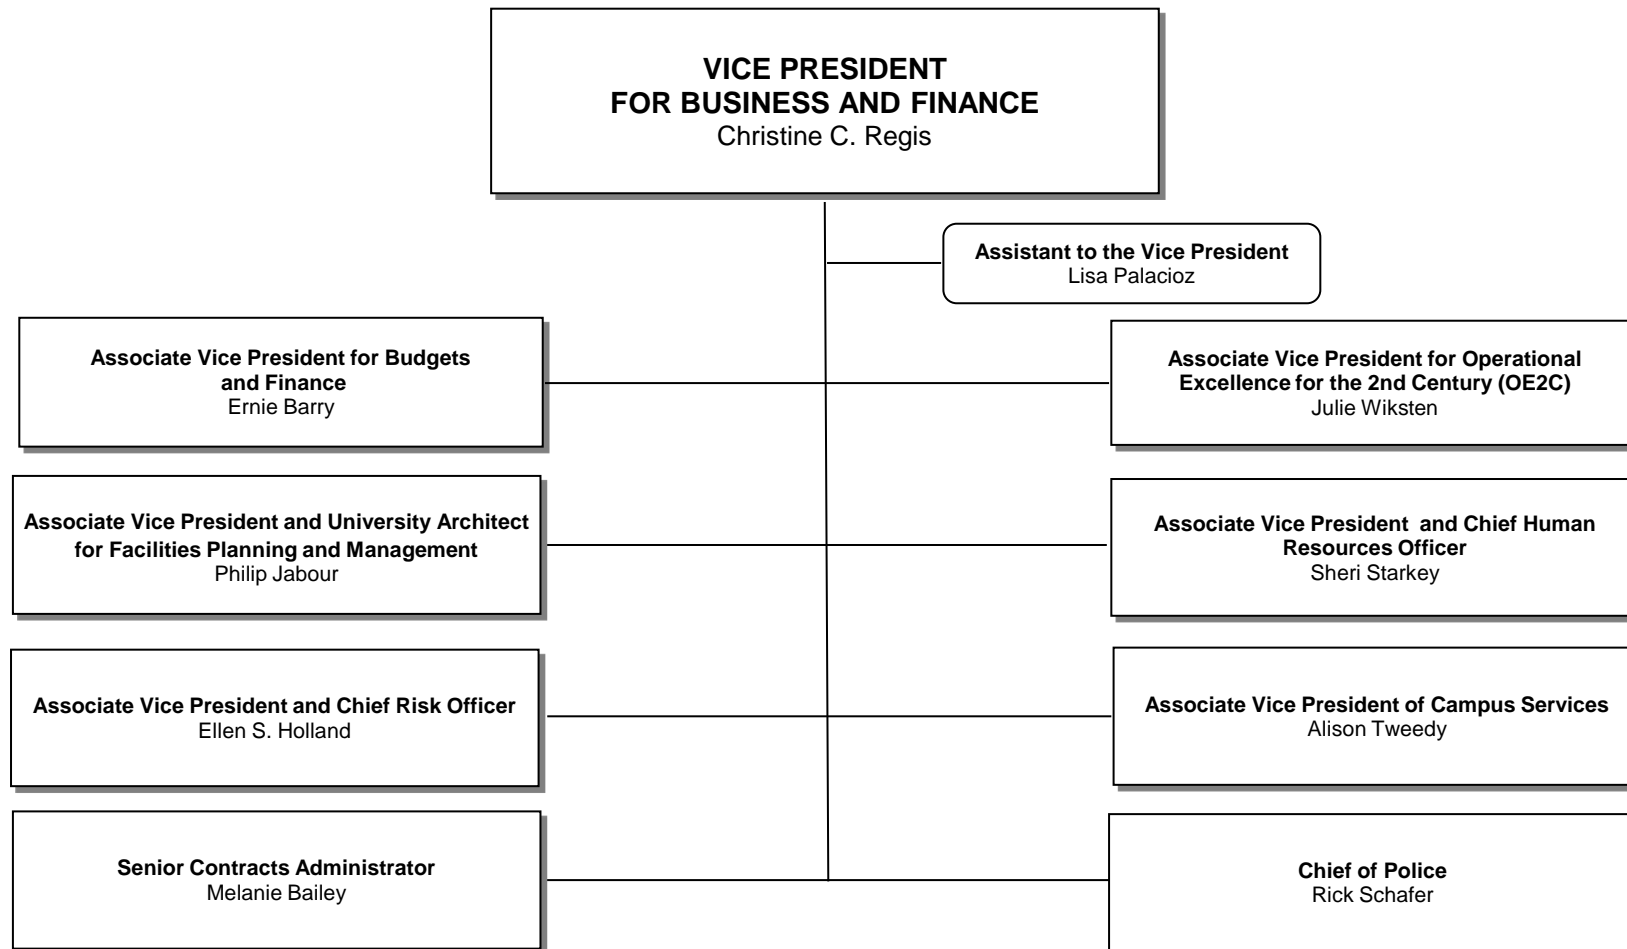 VICE PRESIDENT
FOR BUSINESS AND FINANCE
Christine C. Regis
Assistant to the Vice President
Lisa Palacioz
Associate Vice President for Budgets
and Finance
Ernie Barry
Associate Vice President for Operational
Excellence for the 2nd Century (OE2C)
Julie Wiksten
Associate Vice President and University Architect
for Facilities Planning and Management
Philip Jabour
Associate Vice President and Chief Human
Resources Officer
Sheri Starkey
Associate Vice President and Chief Risk Officer
Ellen S. Holland
Associate Vice President of Campus Services
Alison Tweedy
Senior Contracts Administrator
Melanie Bailey
Chief of Police
Rick Schafer